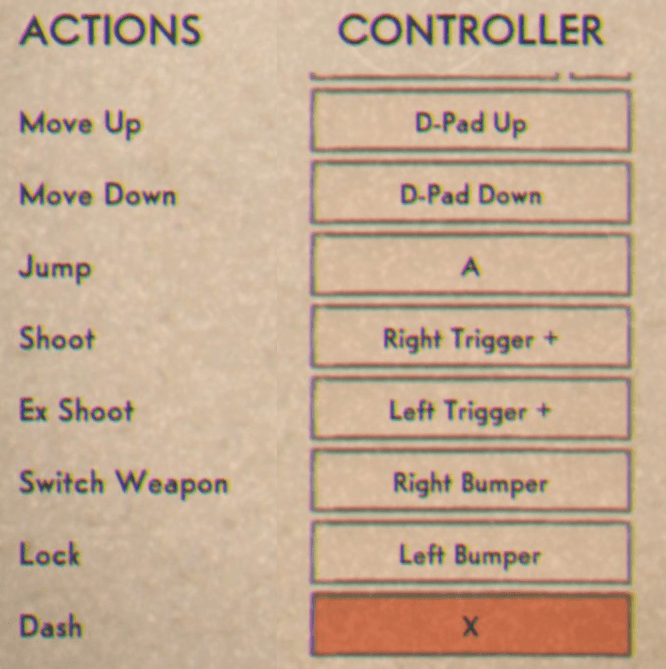 ACTIONS CONTROLLER
Move Up D-Pad Up
Move Down D-Pad Down
Jump A
Shoot Right Trigger +
Ex Shoot Left Trigger +
Switch Weapon Right Bumper
Lock Left Bumper
Dash X